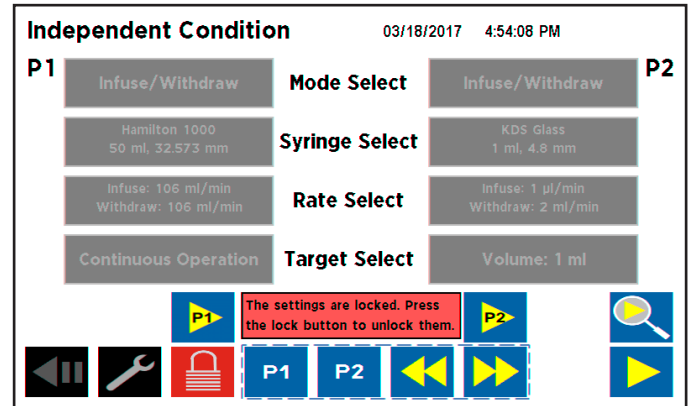 Independent Condition 03/18/2017 4:54:08 PM
P1 P2
Infuse/Withdraw Mode Select Infuse/Withdraw
Hamilton 1000
50 ml, 32.573 mm
Syringe Select
KDS Glass
1 ml, 4.8 mm
Infuse: 106 ml/min
Withdraw: 106 ml/min
Rate Select
Infuse: 1 µl/min
Withdraw: 2 ml/min
Continuous Operation Target Select Volume: 1 ml
P1
The settings are locked. Press
the lock button to unlock them.
P2
P1 P2